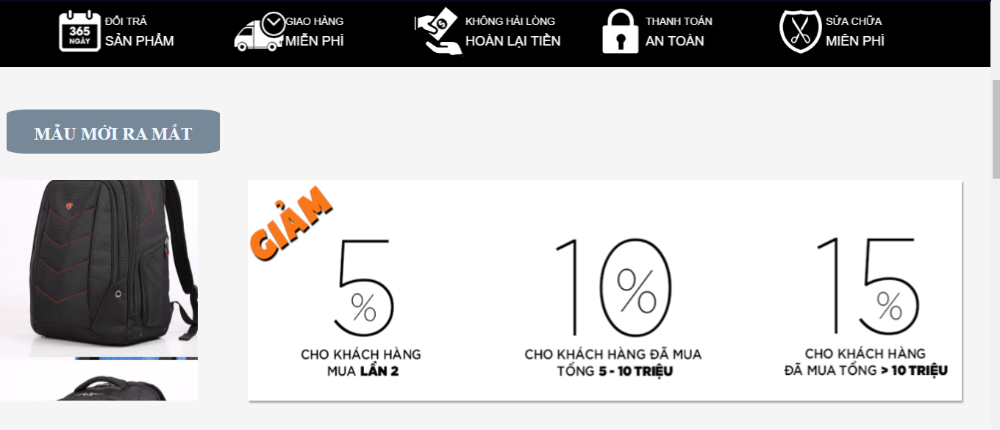 365
NGÀY
ĐỔI TRẢ
SẢN PHẨM
GIAO HÀNG
MIỄN PHÍ
KHÔNG HÀI LÒNG
HOÀN LẠI TIỀN
THANH TOÁN
AN TOÀN
SỬA CHỮA
MIÊN PHÍ
MẪU MỚI RA MẮT
GIẢM
5%
CHO KHÁCH HÀNG
MUA LẦN 2
10%
CHO KHÁCH HÀNG ĐÃ MUA
TỔNG 5 - 10 TRIỆU
15%
CHO KHÁCH HÀNG
ĐÃ MUA TỔNG > 10 TRIỆU